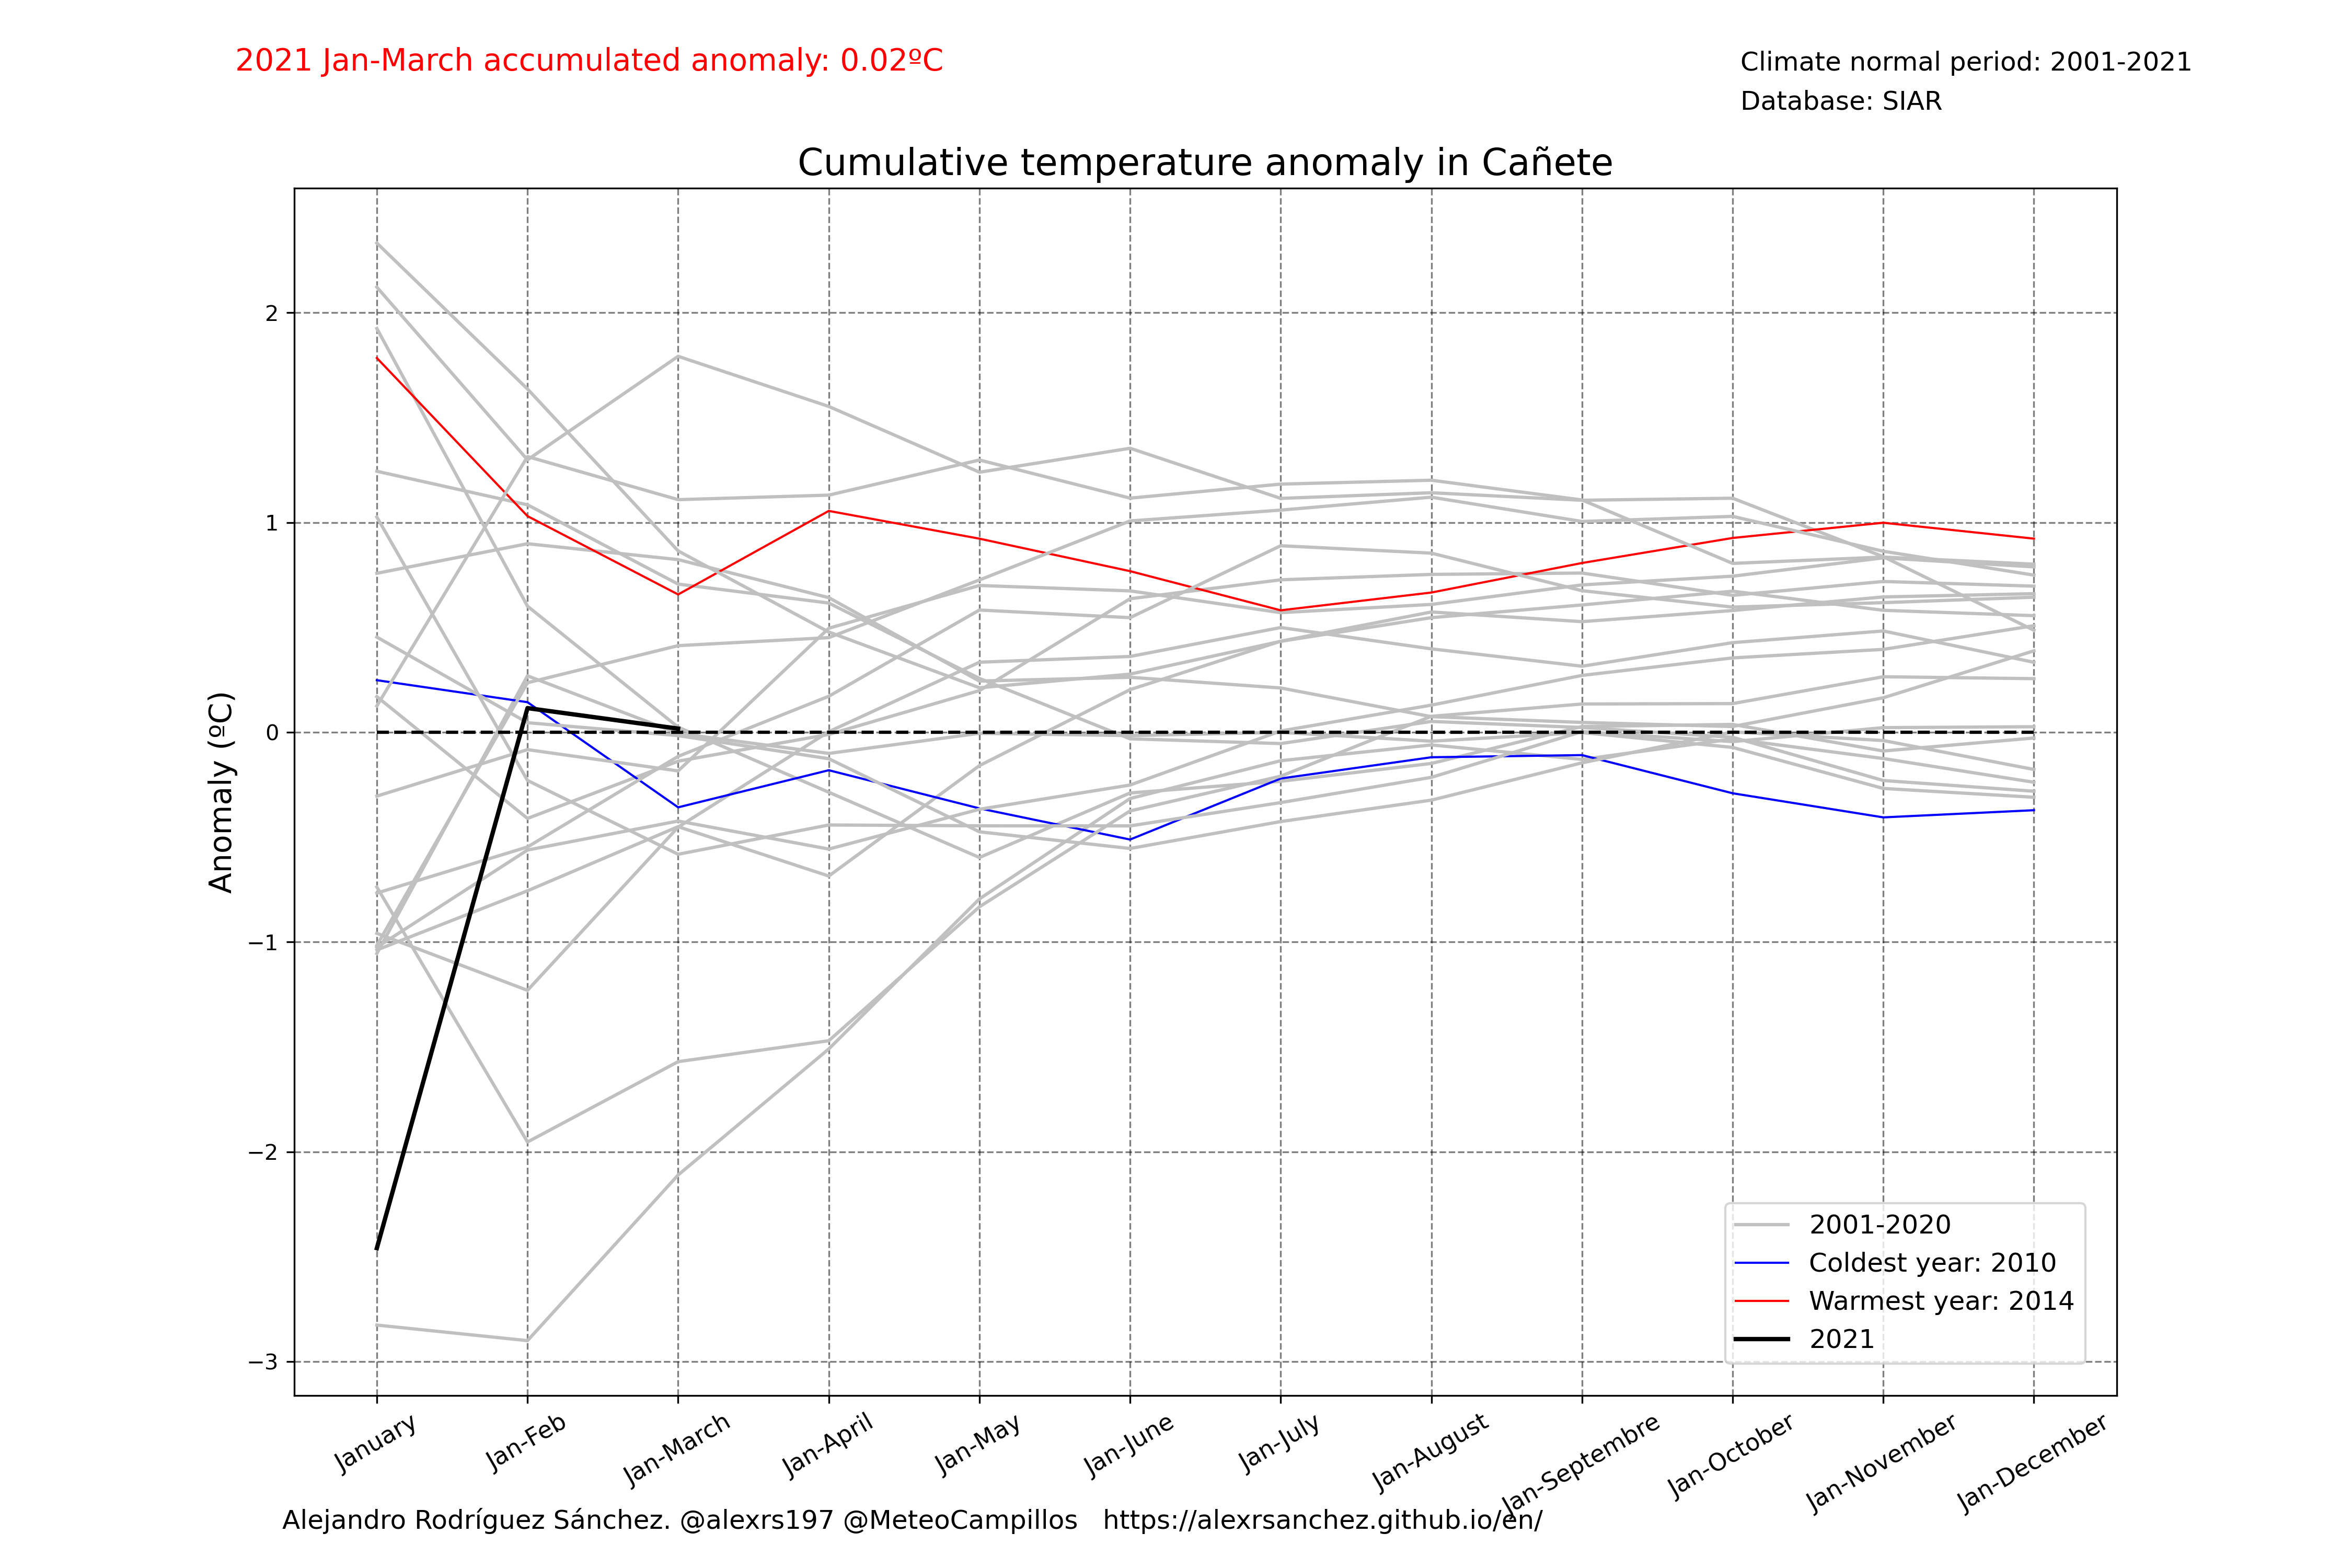 2021 Jan-March accumulated anomaly: 0.02ºC
Climate normal period: 2001-2021
Database: SIAR
Cumulative temperature anomaly in Cañete
Anomaly (ºC)
2
1
0
−1
−2
−3
2001-2020
Coldest year: 2010
Warmest year: 2014
2021
January
Jan-Feb
Jan-March
Jan-April
Jan-May
Jan-June
Jan-July
Jan-August
Jan-Septembre
Jan-October
Jan-November
Jan-December
Alejandro Rodríguez Sánchez. @alexrs197 @MeteoCampillos https://alexrsanchez.github.io/en/